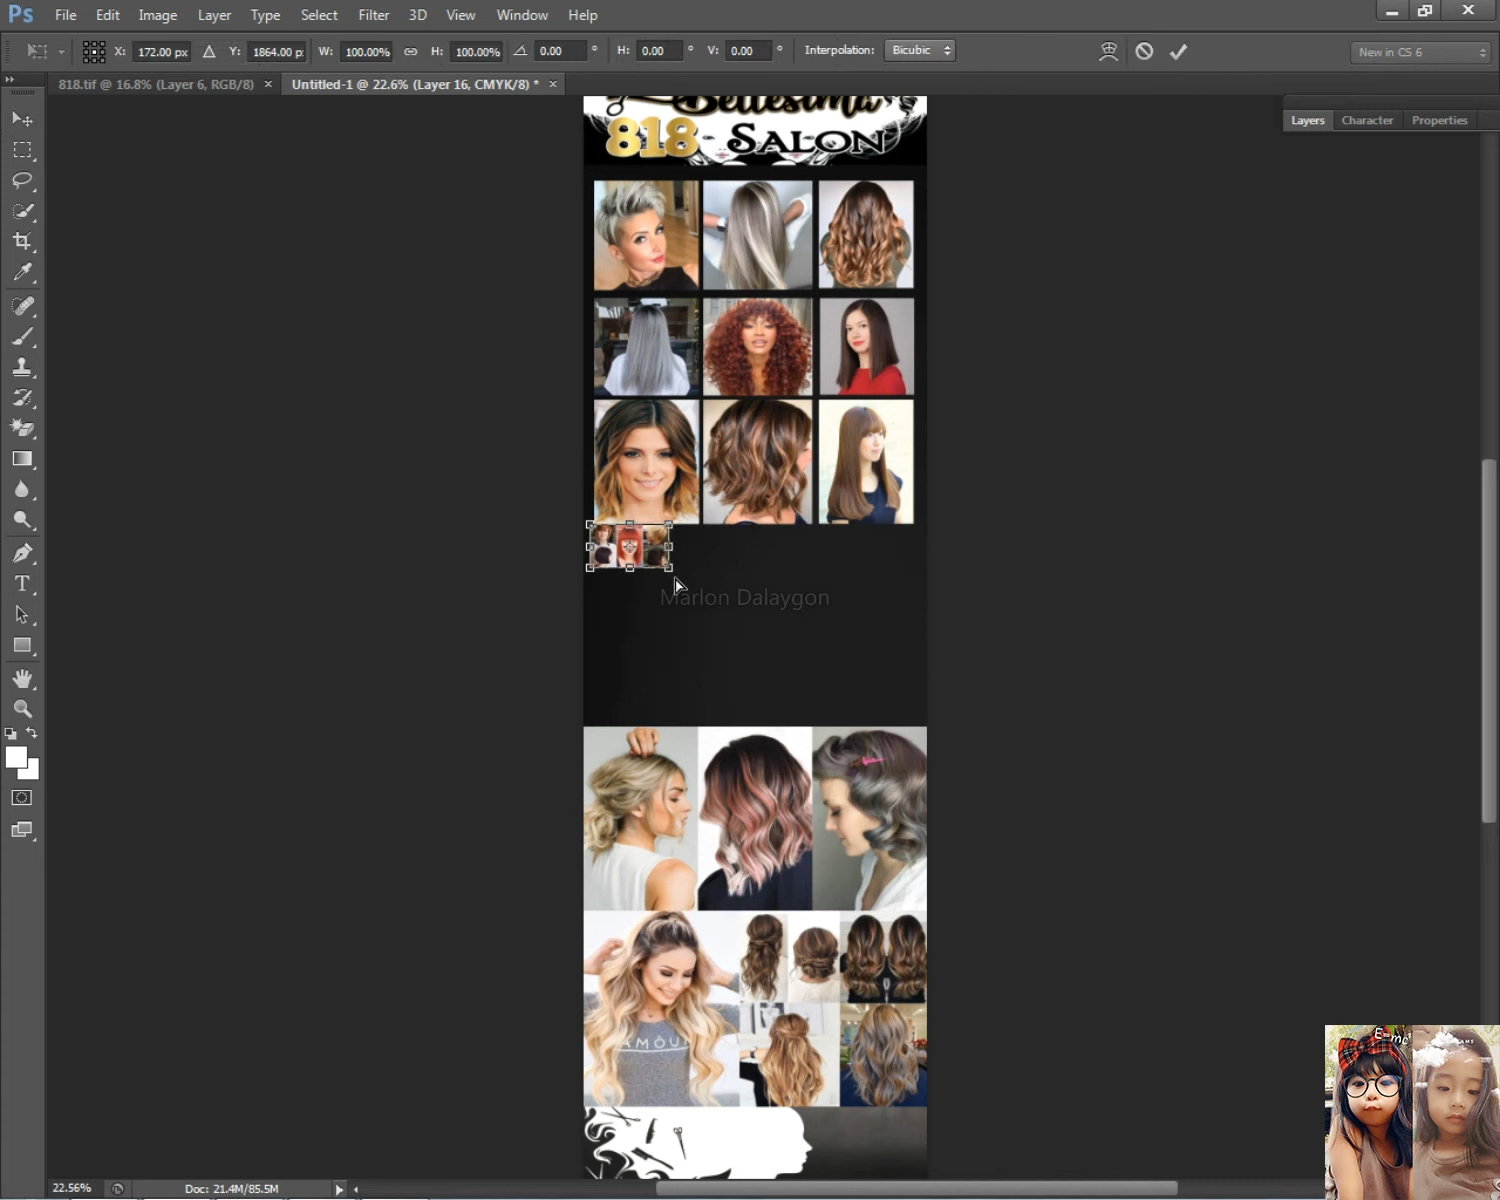 Ps File Edit Image Layer Type Select Filter 3D View Window Help
X: 172.00 px Y: 1864.00 p W: 100.00% H: 100.00% 0.00 ° H: 0.00 ° V: 0.00 ° Interpolation: Bicubic New in CS 6
818.tif @ 16.8% (Layer 6, RGB/8) × Untitled-1 @ 22.6% (Layer 16, CMYK/8) * ×
Layers Character Properties
Bellesima
818 SALON
Marlon Dalaygon
AMOU
E=mc²
22.56% Doc: 21.4M/85.5M